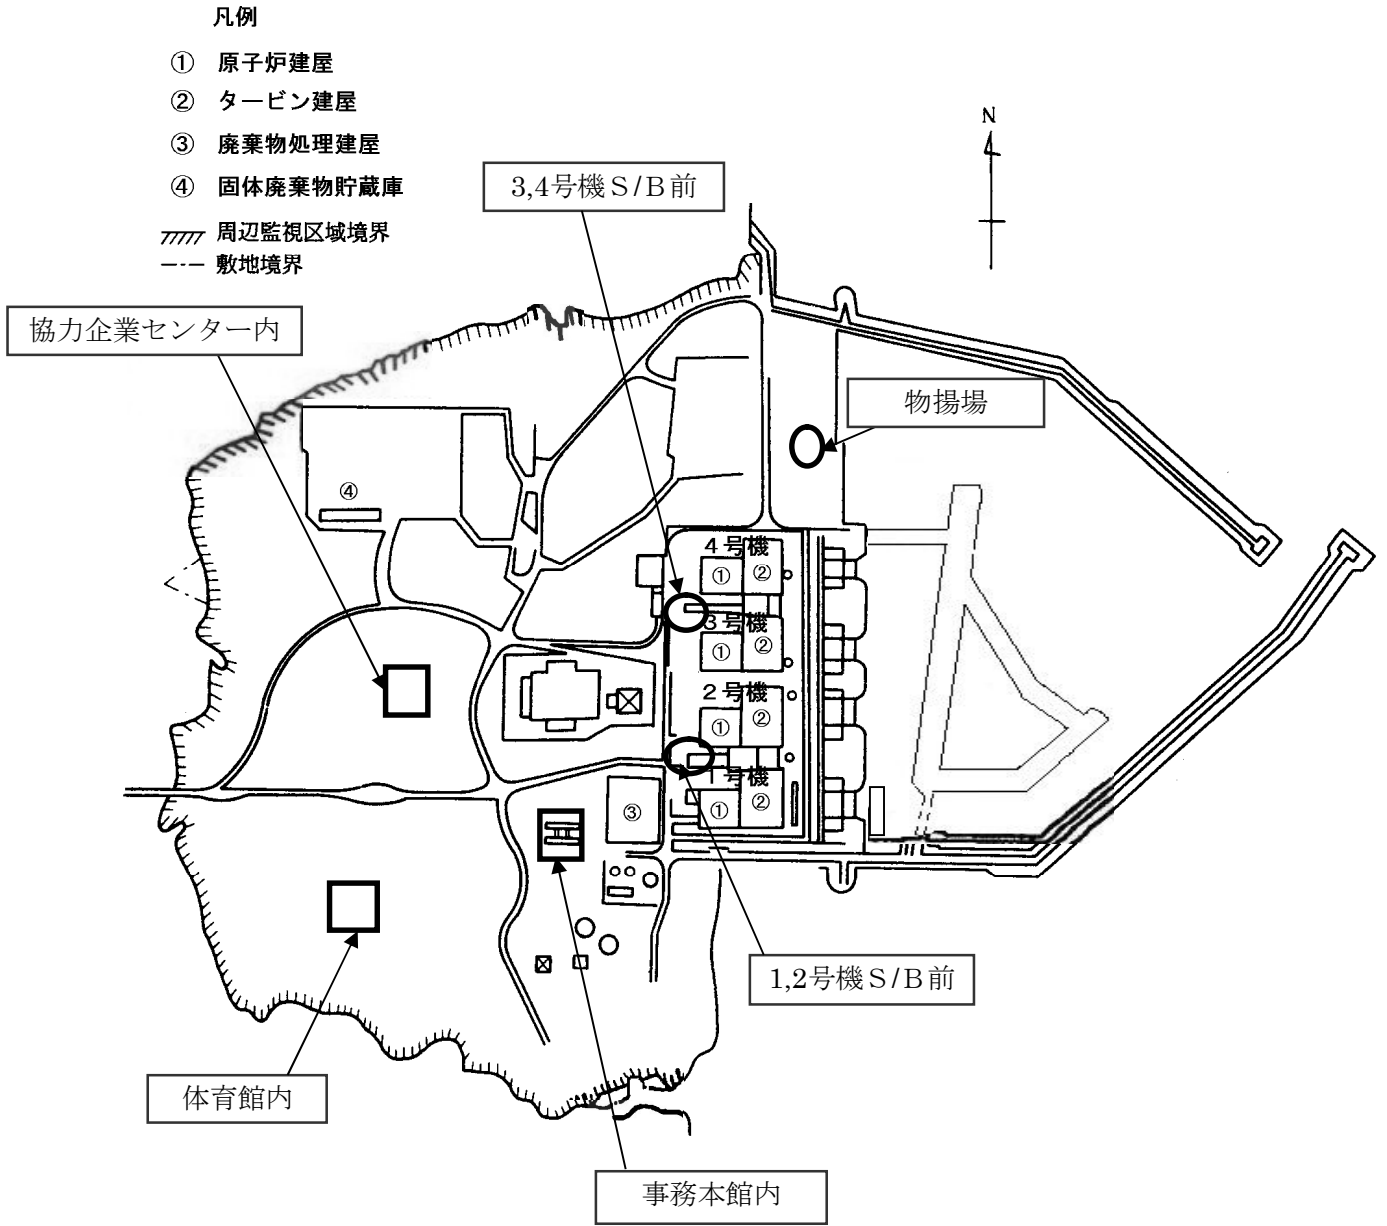 凡例
① 原子炉建屋
② タービン建屋
③ 廃棄物処理建屋
④ 固体廃棄物貯蔵庫
周辺監視区域境界
敷地境界
N
3,4号機S/B前
協力企業センター内
物揚場
④
4号機
① ②
3号機
① ②
2号機
① ②
1号機
① ②
③
1,2号機S/B前
体育館内
事務本館内